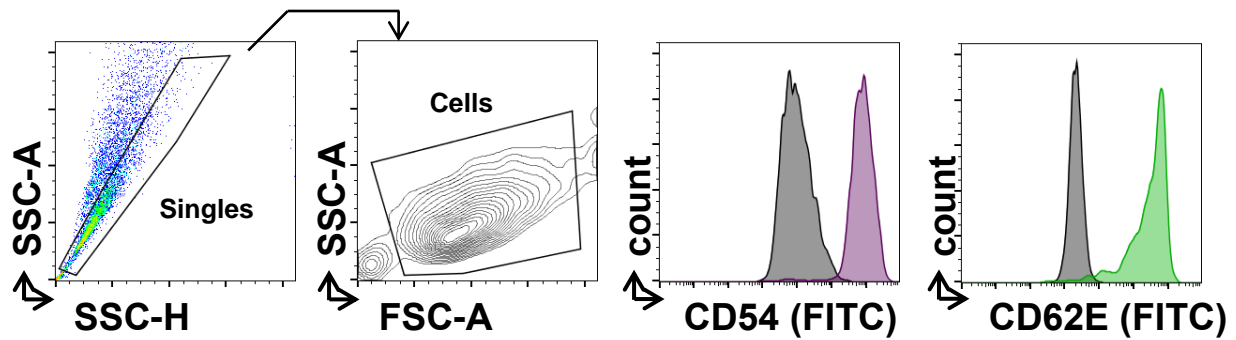 SSC-A
Singles
SSC-H
SSC-A
Cells
FSC-A
count
CD54 (FITC)
count
CD62E (FITC)